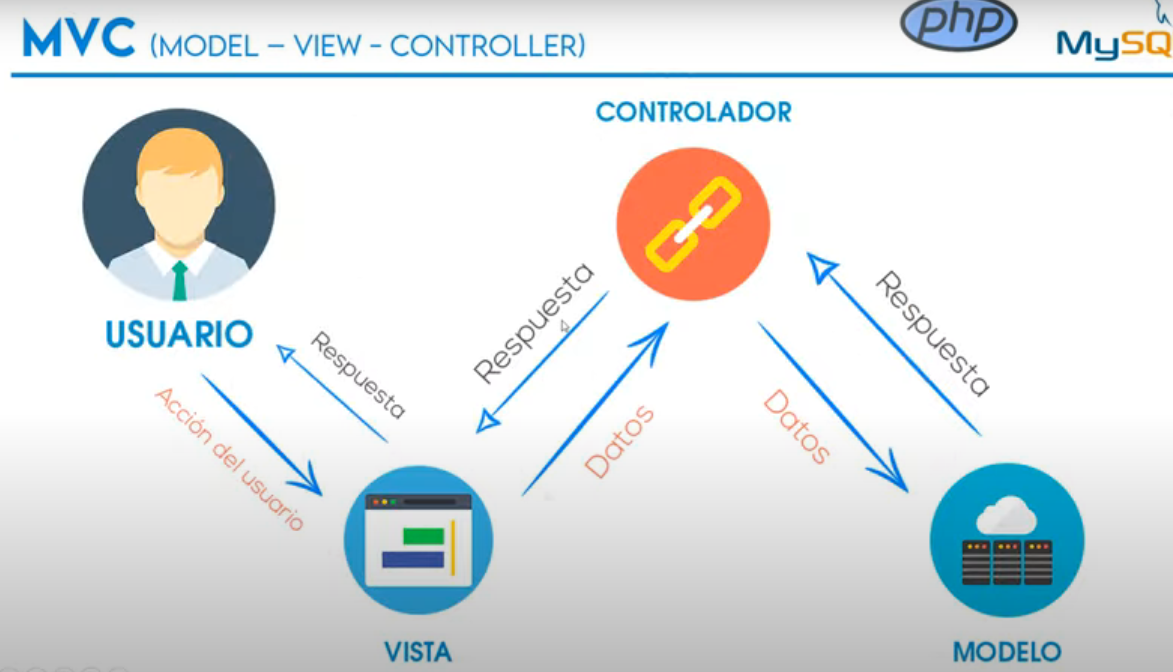 MVC (MODEL – VIEW - CONTROLLER)
php
MySQ
CONTROLADOR
USUARIO
Respuesta
Acción del usuario
Respuesta
Datos
Respuesta
Datos
VISTA
MODELO